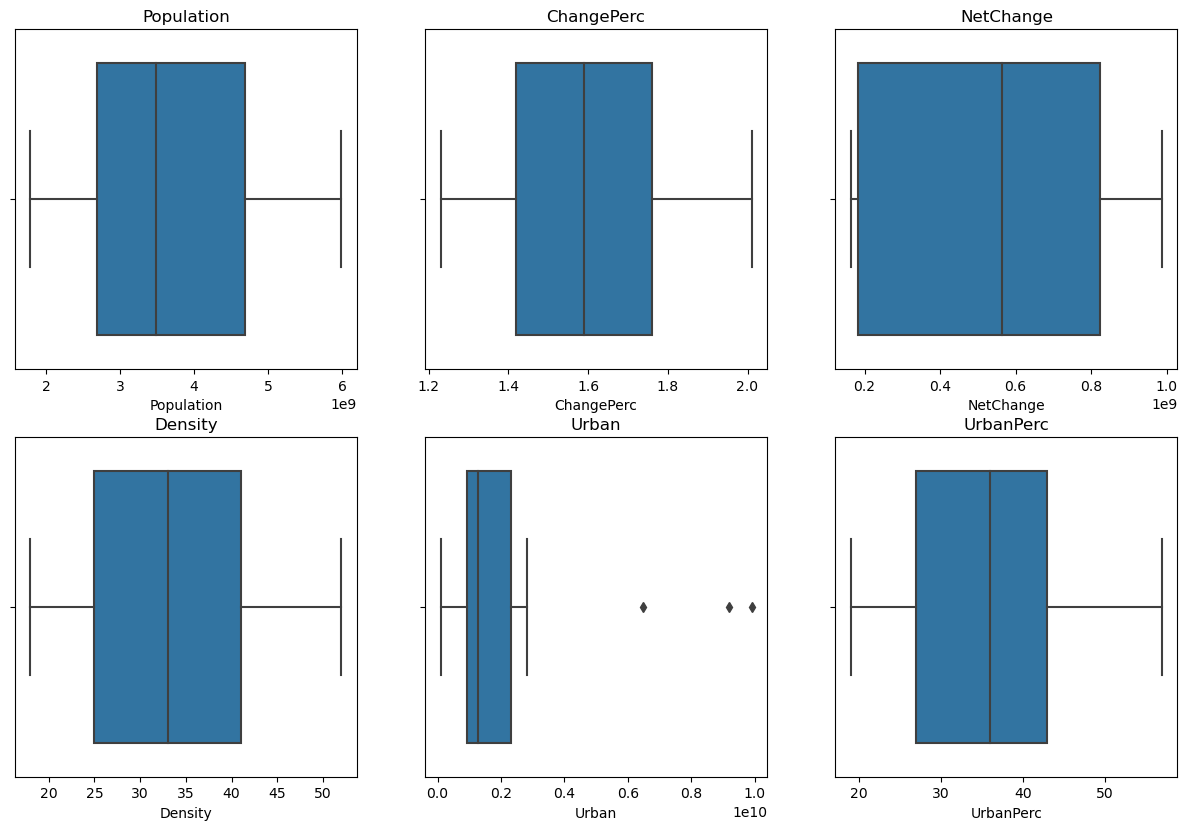 Population
ChangePerc
NetChange
2 3 4 5 6
1e9
Population
1.2 1.4 1.6 1.8 2.0
ChangePerc
0.2 0.4 0.6 0.8 1.0
1e9
NetChange
Density
Urban
UrbanPerc
20 25 30 35 40 45 50
Density
0.0 0.2 0.4 0.6 0.8 1.0
1e10
Urban
20 30 40 50
UrbanPerc